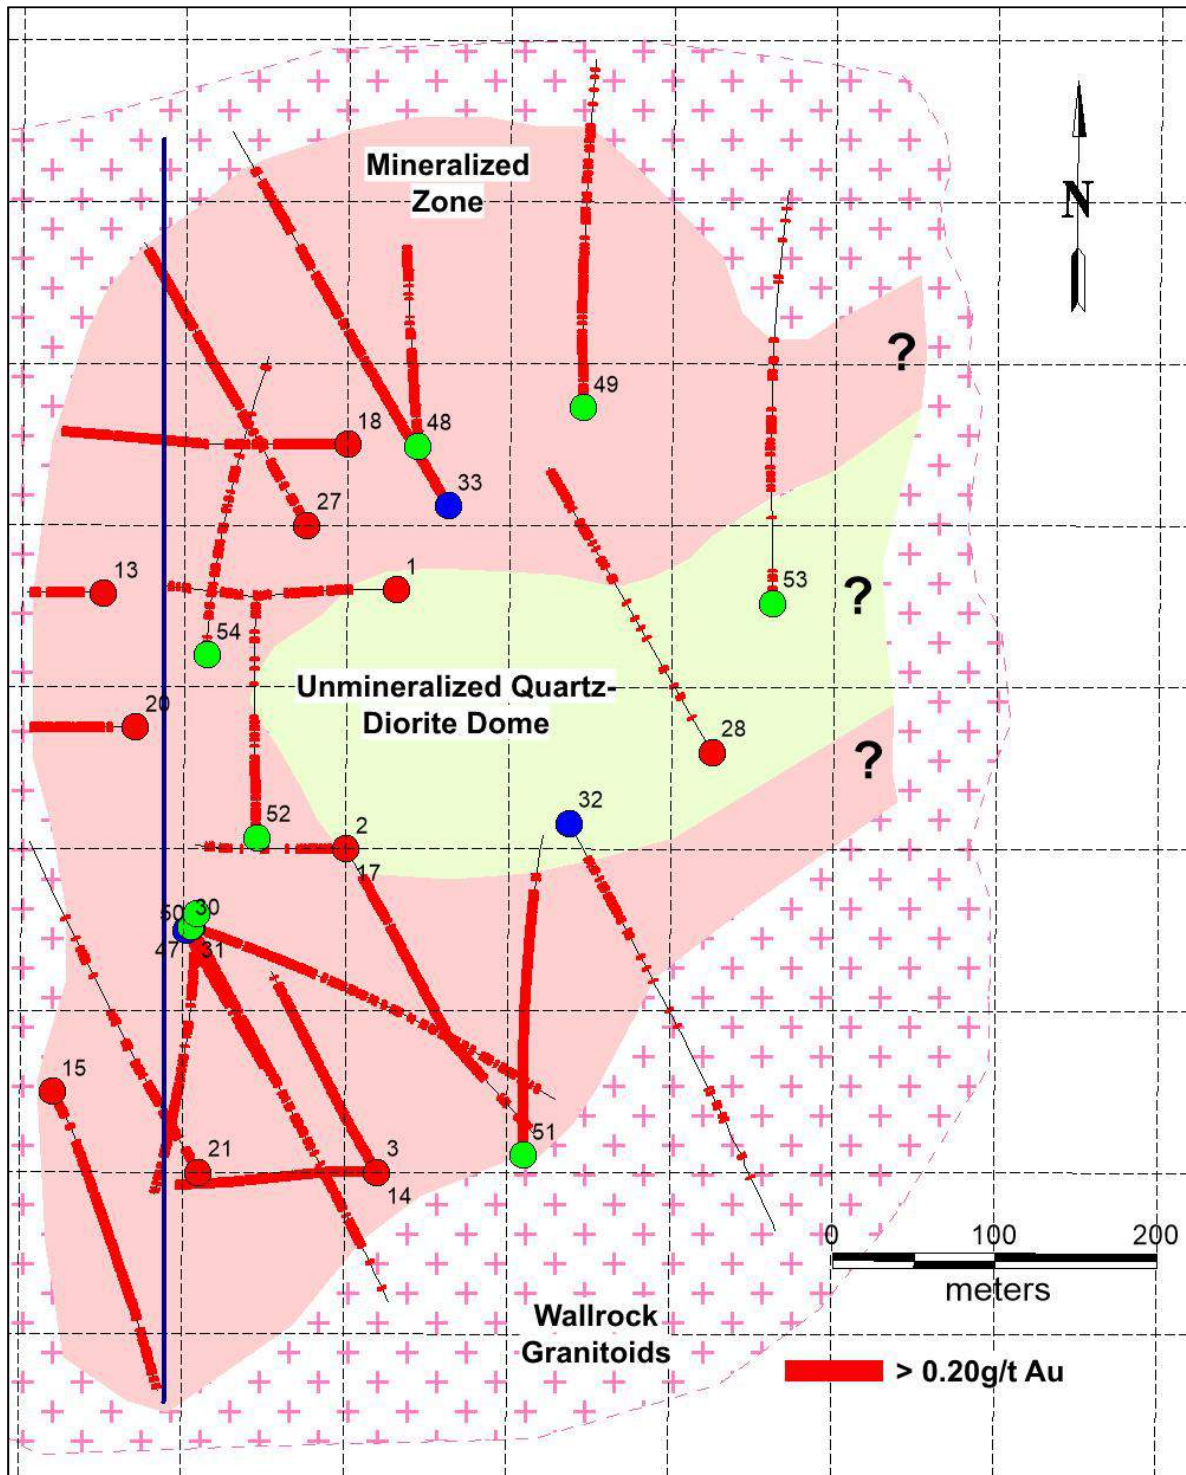 Mineralized
Zone
N
?
49
18
48
33
27
13
1
53
?
54
Unmineralized Quartz-
Diorite Dome
20
28
?
32
52
2
17
50
30
47
31
15
51
21
3
14
0 100 200
meters
Wallrock
Granitoids
> 0.20g/t Au